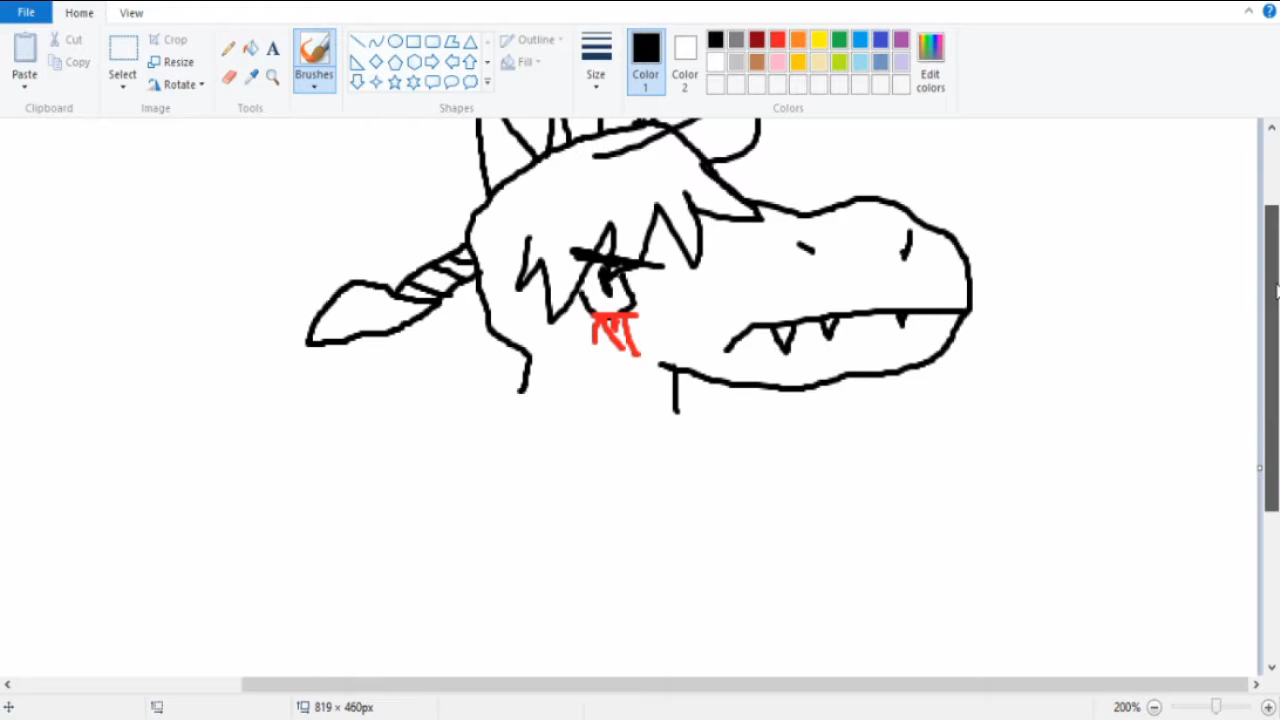 File Home View
Paste Cut Copy Clipboard
Select Crop Resize Rotate Image
Tools
Brushes
Outline Fill Shapes
Size
Color 1 Color 2 Edit colors Colors
819 × 460px 200%